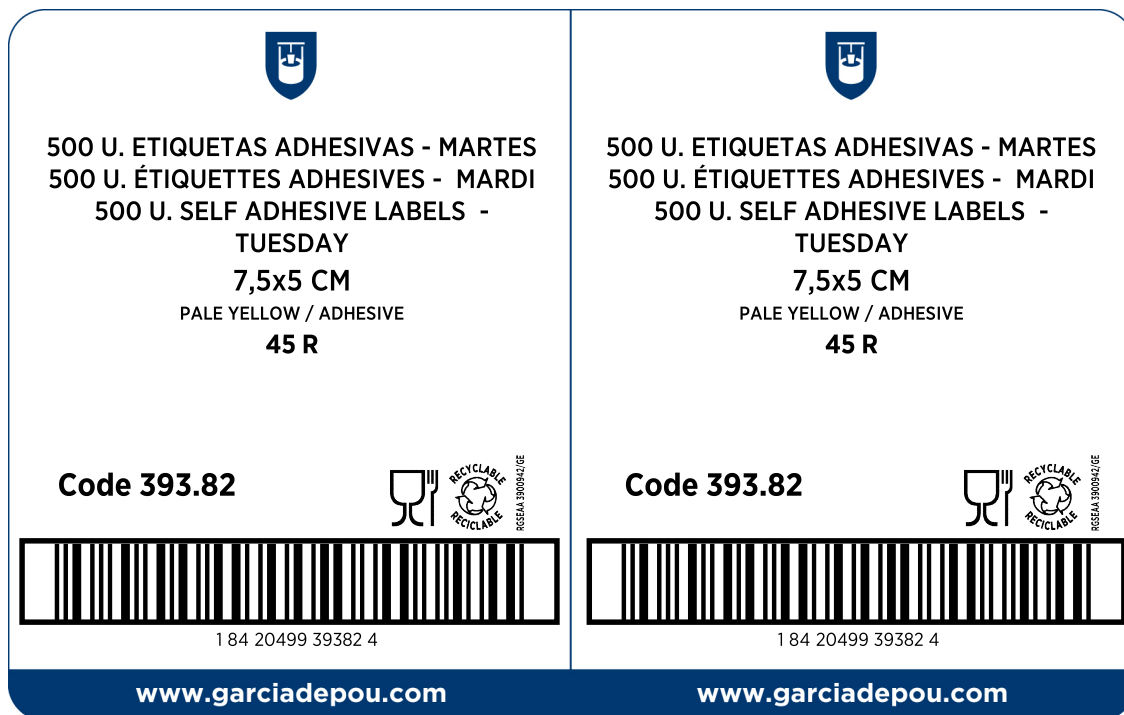 500 U. ETIQUETAS ADHESIVAS - MARTES
500 U. ÉTIQUETTES ADHESIVES - MARDI
500 U. SELF ADHESIVE LABELS -
TUESDAY
7,5x5 CM
PALE YELLOW / ADHESIVE
45 R
Code 393.82
RECYCLABLE
RECICLABLE
RGSEAA 3900942/GE
1 84 20499 39382 4
www.garciadepou.com
500 U. ETIQUETAS ADHESIVAS - MARTES
500 U. ÉTIQUETTES ADHESIVES - MARDI
500 U. SELF ADHESIVE LABELS -
TUESDAY
7,5x5 CM
PALE YELLOW / ADHESIVE
45 R
Code 393.82
RECYCLABLE
RECICLABLE
RGSEAA 3900942/GE
1 84 20499 39382 4
www.garciadepou.com